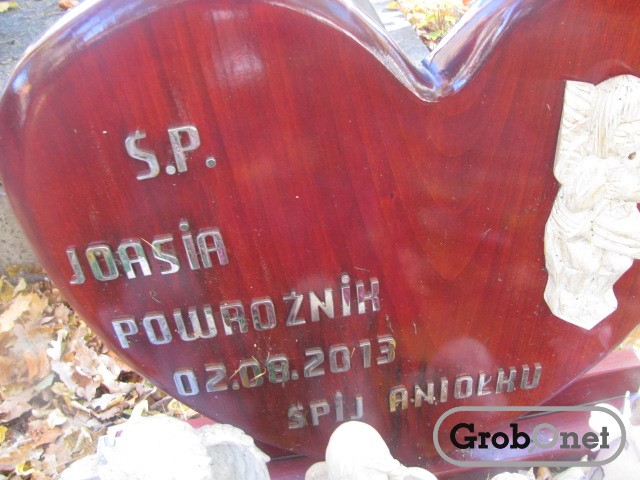 Ś.P.
JOASIA
POWROŹNIK
02.08.2013
ŚPIJ ANIOŁKU
GrobOnet